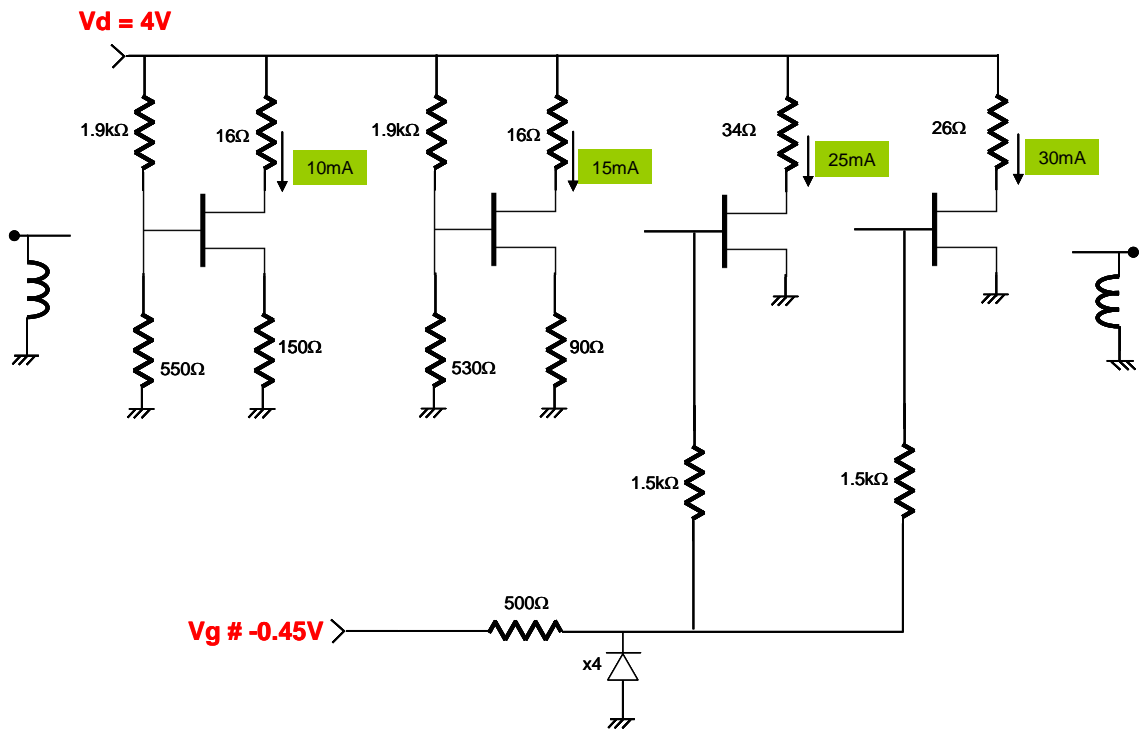 Vd = 4V
1.9kΩ
16Ω
1.9kΩ
16Ω
34Ω
26Ω
10mA
15mA
25mA
30mA
550Ω
150Ω
530Ω
90Ω
1.5kΩ
1.5kΩ
500Ω
Vg # -0.45V
x4